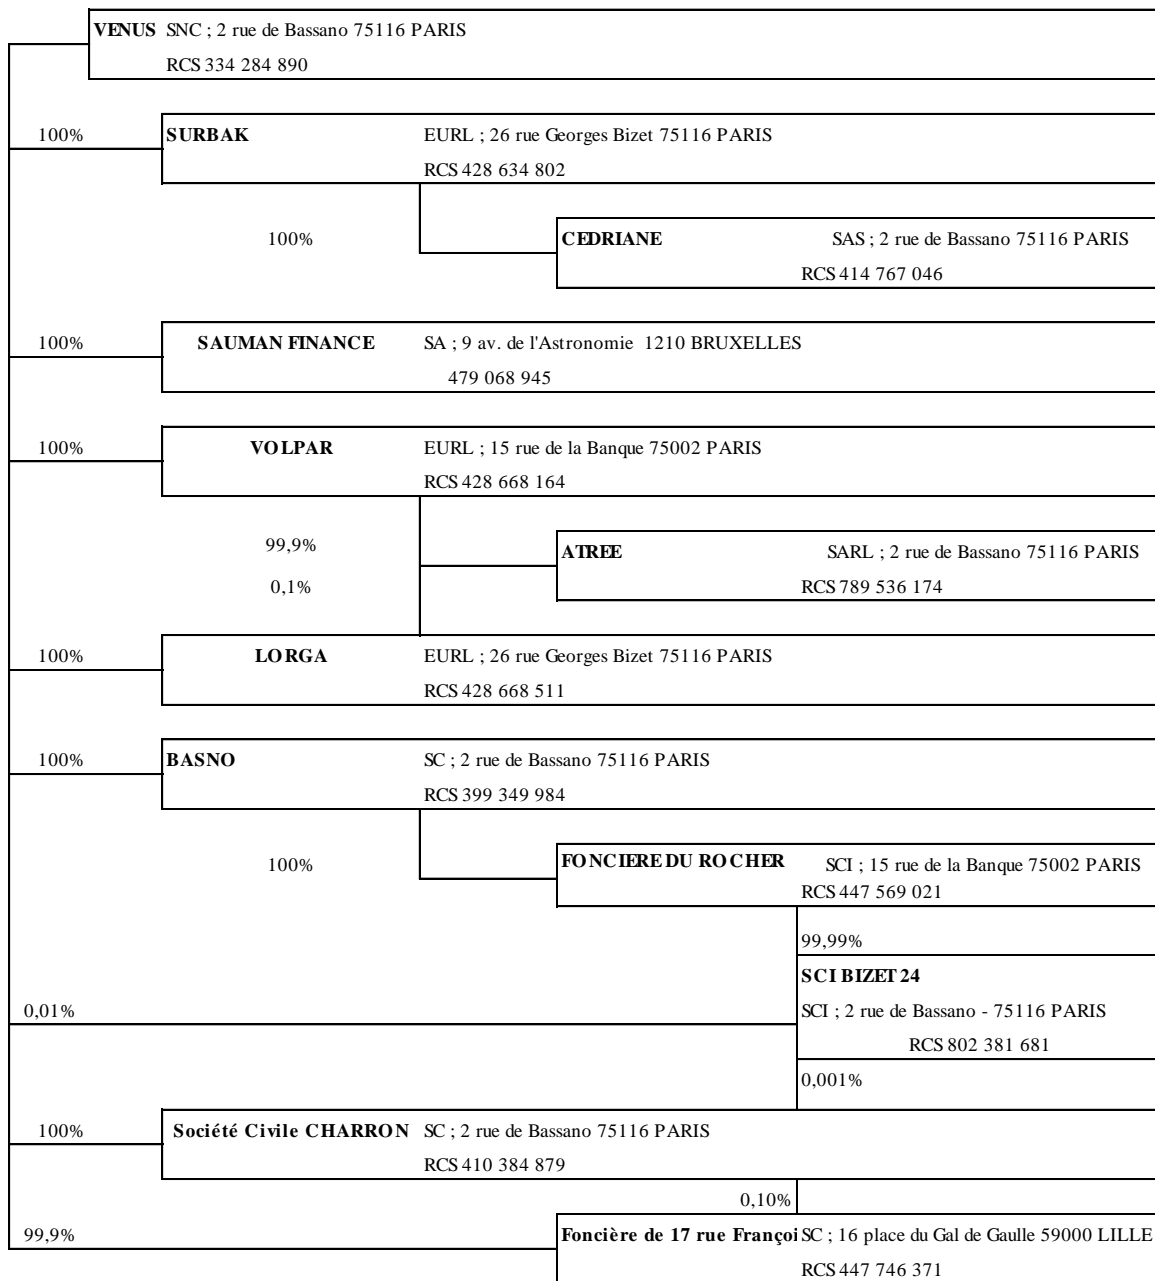 VENUS SNC ; 2 rue de Bassano 75116 PARIS
RCS 334 284 890
100% SURBAK EURL ; 26 rue Georges Bizet 75116 PARIS
RCS 428 634 802
100% CEDRIANE SAS ; 2 rue de Bassano 75116 PARIS
RCS 414 767 046
100% SAUMAN FINANCE SA ; 9 av. de l'Astronomie 1210 BRUXELLES
479 068 945
100% VOLPAR EURL ; 15 rue de la Banque 75002 PARIS
RCS 428 668 164
99,9% ATREE SARL ; 2 rue de Bassano 75116 PARIS
0,1% RCS 789 536 174
100% LORGA EURL ; 26 rue Georges Bizet 75116 PARIS
RCS 428 668 511
100% BASNO SC ; 2 rue de Bassano 75116 PARIS
RCS 399 349 984
100% FONCIERE DU ROCHER SCI ; 15 rue de la Banque 75002 PARIS
RCS 447 569 021
99,99%
SCI BIZET 24
0,01% SCI ; 2 rue de Bassano - 75116 PARIS
RCS 802 381 681
0,001%
100% Société Civile CHARRON SC ; 2 rue de Bassano 75116 PARIS
RCS 410 384 879
0,10%
99,9% Foncière de 17 rue Françoi SC ; 16 place du Gal de Gaulle 59000 LILLE
RCS 447 746 371